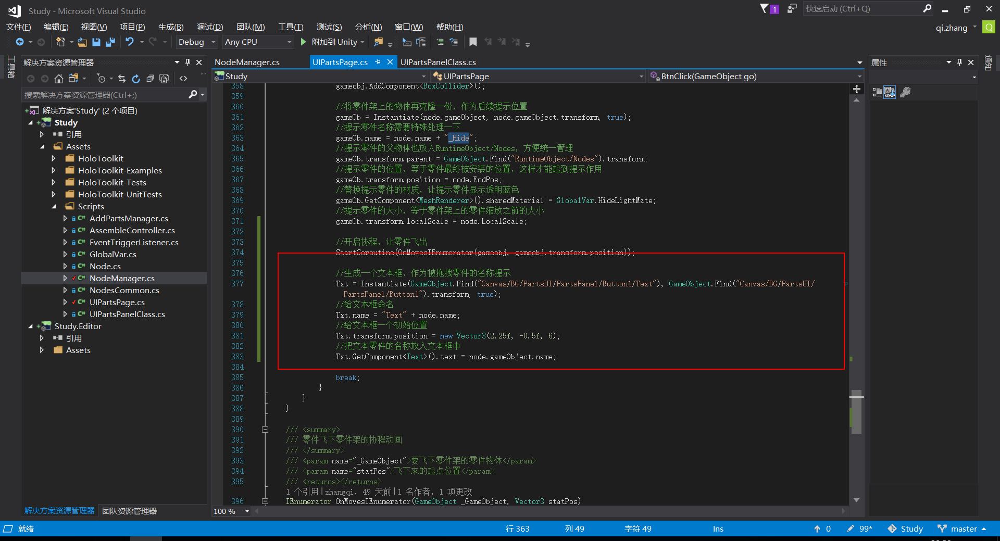 Study - Microsoft Visual Studio
1
快速启动 (Ctrl+Q)
文件(F) 编辑(E) 视图(V) 项目(P) 生成(B) 调试(D) 团队(M) 工具(T) 测试(S) 分析(N) 窗口(W) 帮助(H)
qi.zhang
Q
Debug Any CPU 附加到 Unity
工具箱
解决方案资源管理器
搜索解决方案资源管理器(Ctrl+;)
解决方案'Study' (2 个项目)
Study
引用
Assets
HoloToolkit
HoloToolkit-Examples
HoloToolkit-Tests
HoloToolkit-UnitTests
Scripts
C# AddPartsManager.cs
C# AssembleController.cs
C# EventTriggerListener.cs
C# GlobalVar.cs
C# Node.cs
C# NodeManager.cs
C# NodesCommon.cs
C# UIPartsPage.cs
C# UIPartsPanelClass.cs
Study.Editor
引用
Assets
解决方案资源管理器 团队资源管理器
NodeManager.cs UIPartsPage.cs UIPartsPanelClass.cs
Study UIPartsPage BtnClick(GameObject go)
358 gameobj.AddComponent<BoxCollider>();
359
360 //将零件架上的物体再克隆一份，作为后续提示位置
361 gameOb = Instantiate(node.gameObject, node.gameObject.transform, true);
362 //提示零件名称需要特殊处理一下
363 gameOb.name = node.name + "_Hide";
364 //提示零件的父物体也放入RuntimeObject/Nodes，方便统一管理
365 gameOb.transform.parent = GameObject.Find("RuntimeObject/Nodes").transform;
366 //提示零件的位置，等于零件最终被安装的位置，这样才能起到提示作用
367 gameOb.transform.position = node.EndPos;
368 //替换提示零件的材质，让提示零件显示透明蓝色
369 gameOb.GetComponent<MeshRenderer>().sharedMaterial = GlobalVar.HideLightMate;
370 //提示零件的大小，等于零件架上的零件缩放之前的大小
371 gameOb.transform.localScale = node.LocalScale;
372
373 //开启协程，让零件飞出
374 StartCoroutine(OnMovesIEnumerator(gameobj, gameobj.transform.position));
375
376 //生成一个文本框，作为被拖拽零件的名称提示
377 Txt = Instantiate(GameObject.Find("Canvas/BG/PartsUI/PartsPanel/Button1/Text"), GameObject.Find("Canvas/BG/PartsUI/
PartsPanel/Button1").transform, true);
378 //给文本框命名
379 Txt.name = "Text" + node.name;
380 //给文本框一个初始位置
381 Txt.transform.position = new Vector3(2.25f, -0.5f, 6);
382 //把文本零件的名称放入文本框中
383 Txt.GetComponent<Text>().text = node.gameObject.name;
384
385 break;
386 }
387 }
388 }
389
390 /// <summary>
391 /// 零件飞下零件架的协程动画
392 /// </summary>
393 /// <param name="_GameObject">要飞下零件架的零件物体</param>
394 /// <param name="statPos">飞下来的起点位置</param>
395 /// <returns></returns>
1 个引用|zhangqi，49 天前|1 名作者，1 项更改
396 IEnumerator OnMovesIEnumerator(GameObject _GameObject, Vector3 statPos)
100 %
属性
通知
就绪 行 363 列 49 字符 49 Ins 0 99* Study master